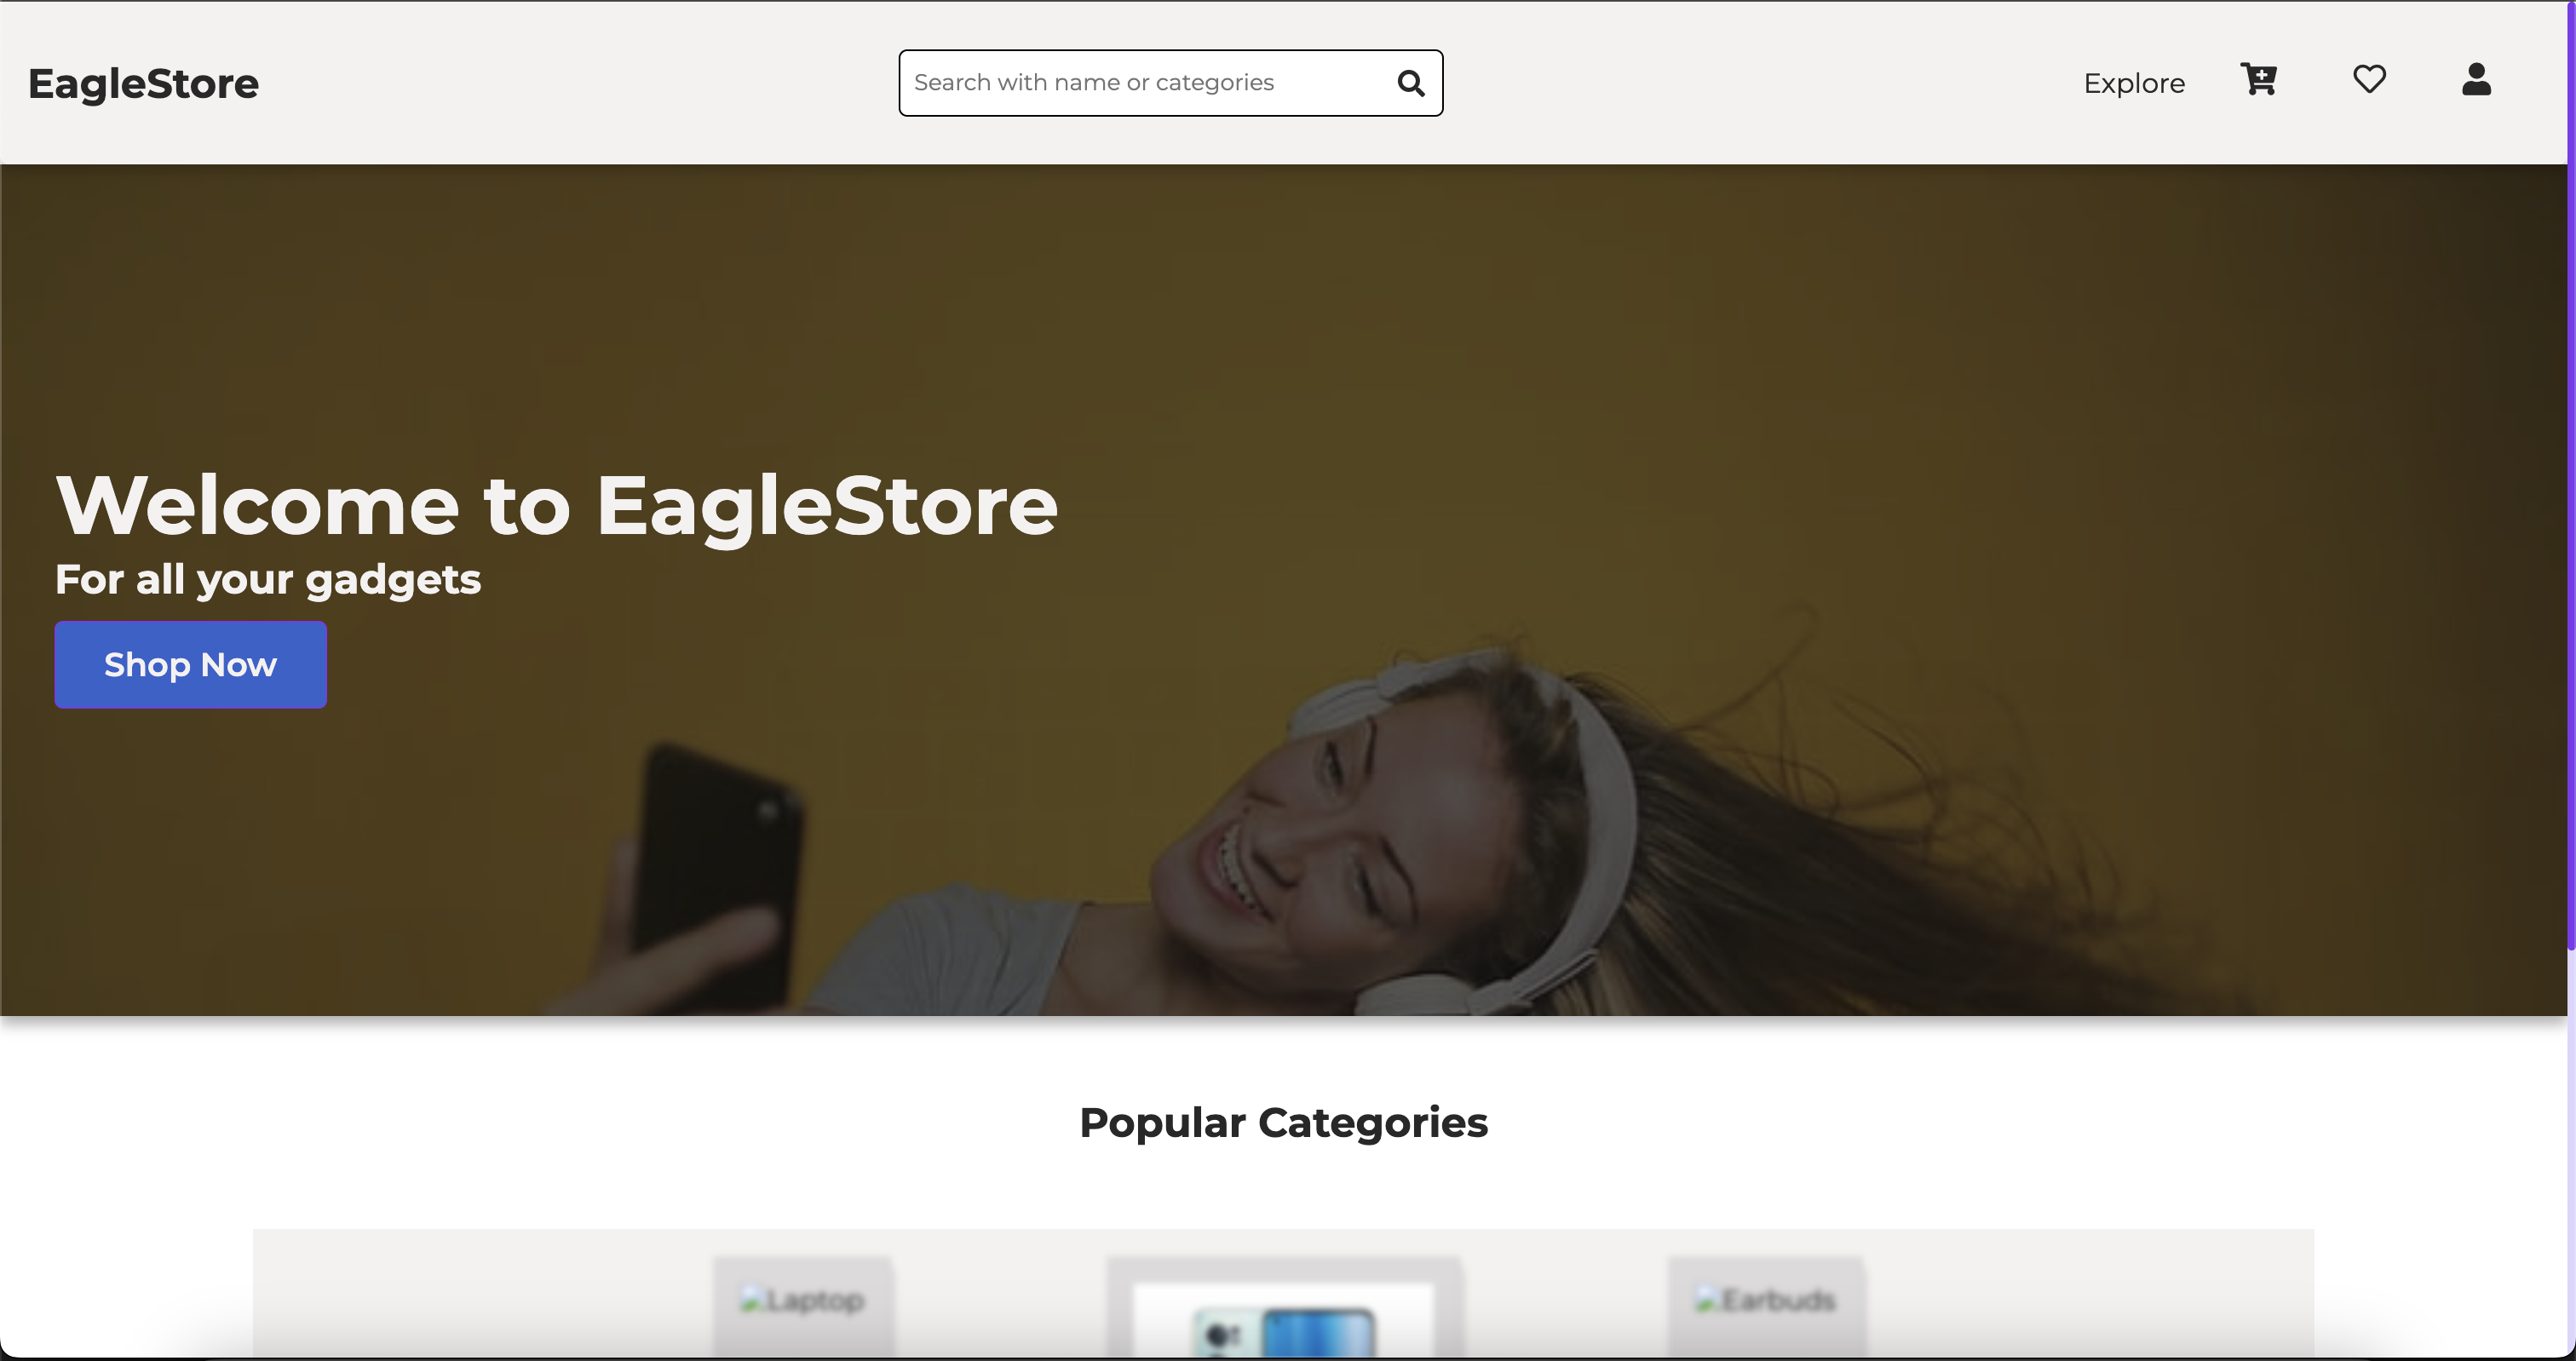 EagleStore
Search with name or categories
Explore
Welcome to EagleStore
For all your gadgets
Shop Now
Popular Categories
Laptop
Earbuds